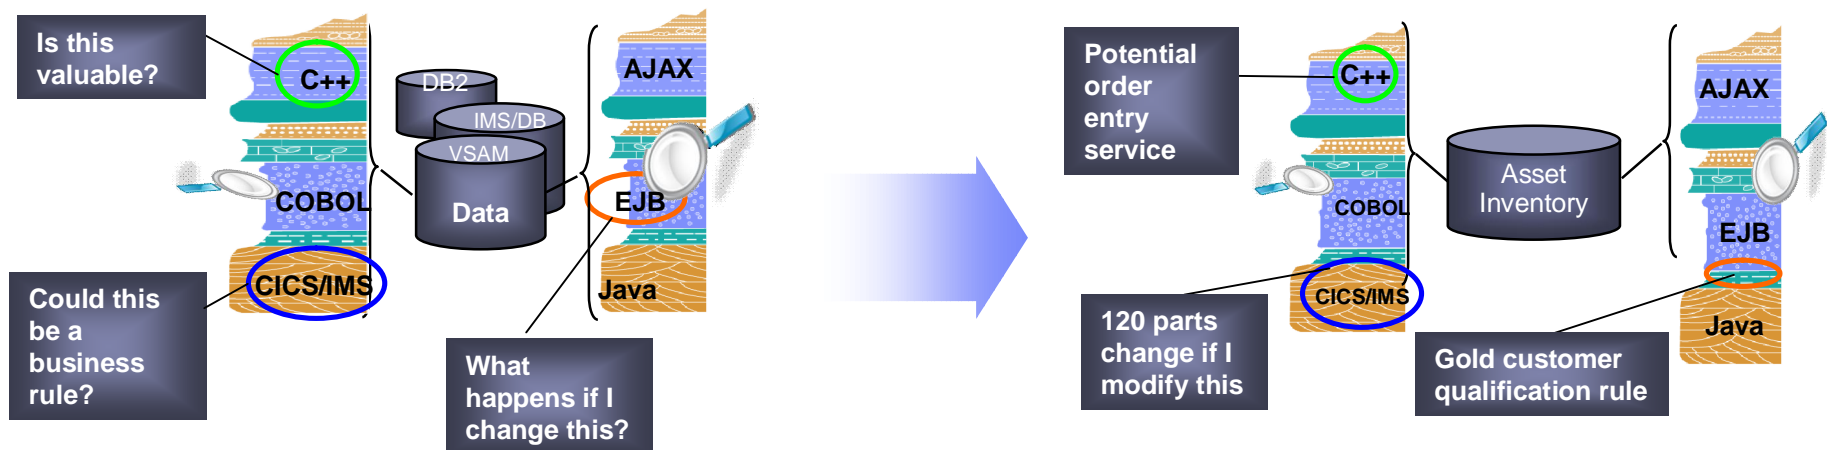 Is this
valuable?
C++
COBOL
CICS/IMS
Could this
be a
business
rule?
DB2
IMS/DB
VSAM
Data
AJAX
EJB
Java
What
happens if I
change this?
Potential
order
entry
service
C++
COBOL
CICS/IMS
120 parts
change if I
modify this
Asset
Inventory
AJAX
EJB
Java
Gold customer
qualification rule